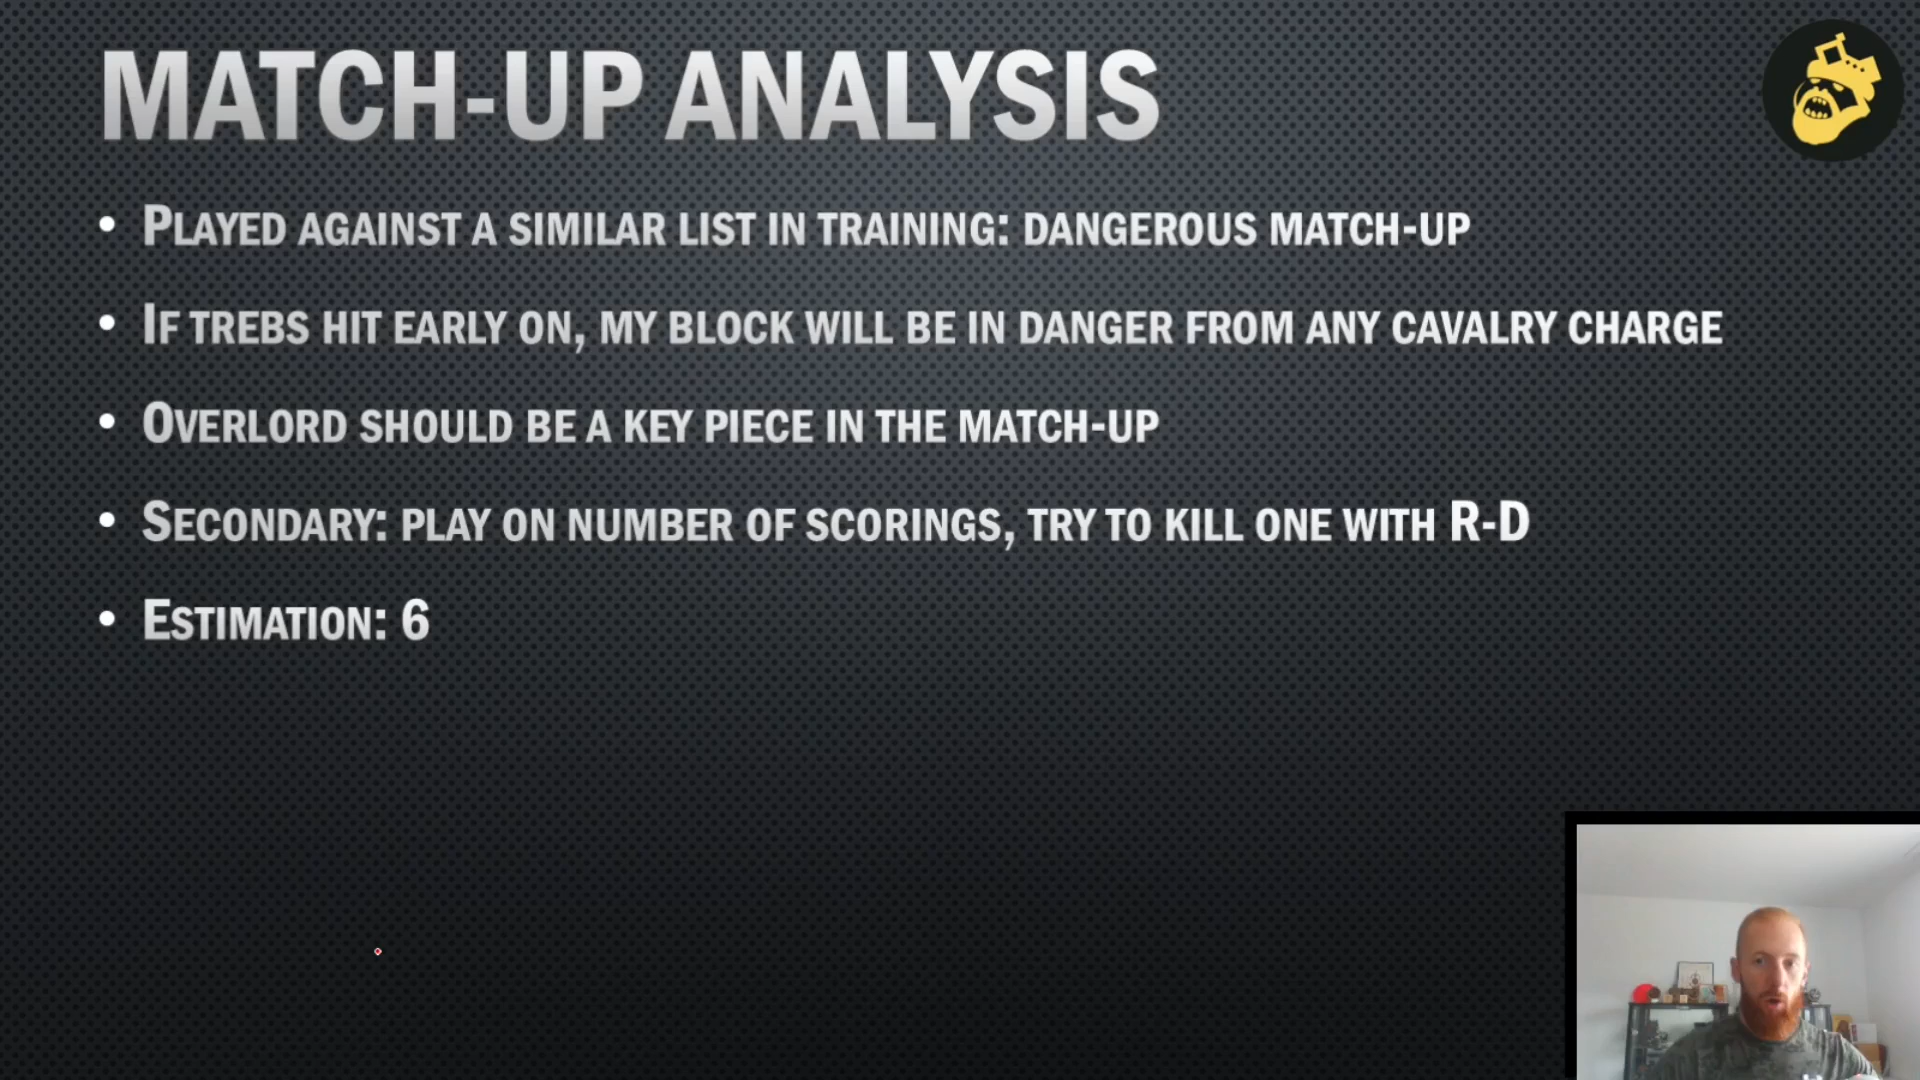 MATCH-UP ANALYSIS
• PLAYED AGAINST A SIMILAR LIST IN TRAINING: DANGEROUS MATCH-UP
• IF TREBS HIT EARLY ON, MY BLOCK WILL BE IN DANGER FROM ANY CAVALRY CHARGE
• OVERLORD SHOULD BE A KEY PIECE IN THE MATCH-UP
• SECONDARY: PLAY ON NUMBER OF SCORINGS, TRY TO KILL ONE WITH R-D
• ESTIMATION: 6